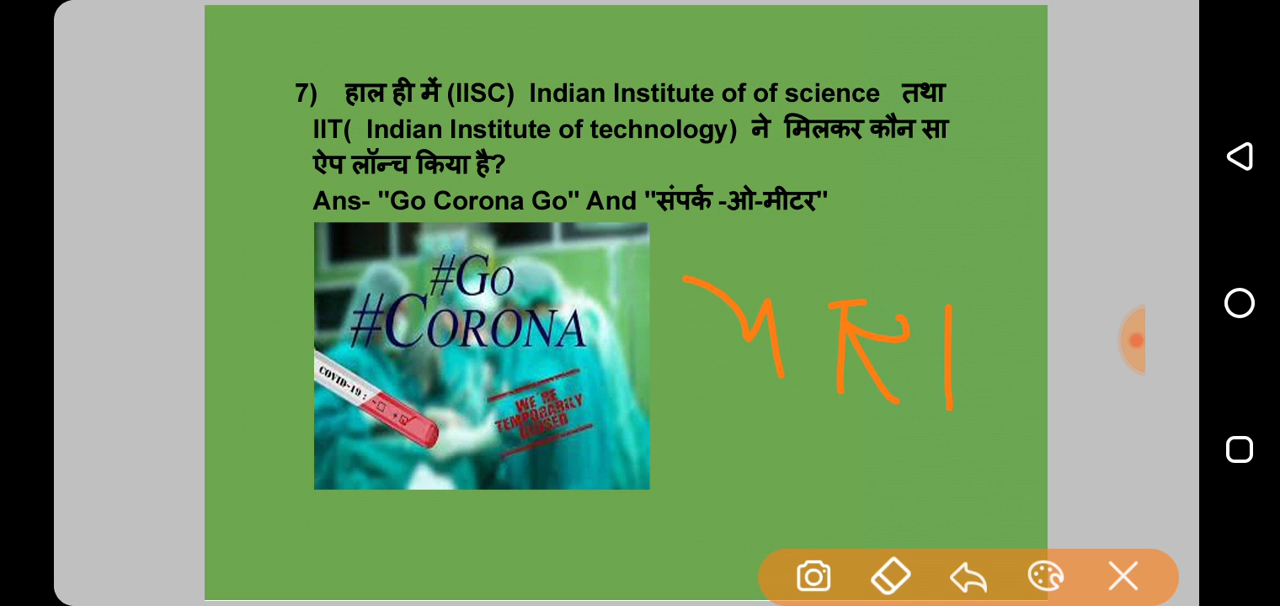 7) हाल ही में (IISC) Indian Institute of of science तथा
IIT( Indian Institute of technology) ने मिलकर कौन सा
ऐप लॉन्च किया है?
Ans- "Go Corona Go" And "संपर्क -ओ-मीटर"
#GO
#CORONA
COVID-19: - +
WE'RE
TEMPORARILY
CLOSED